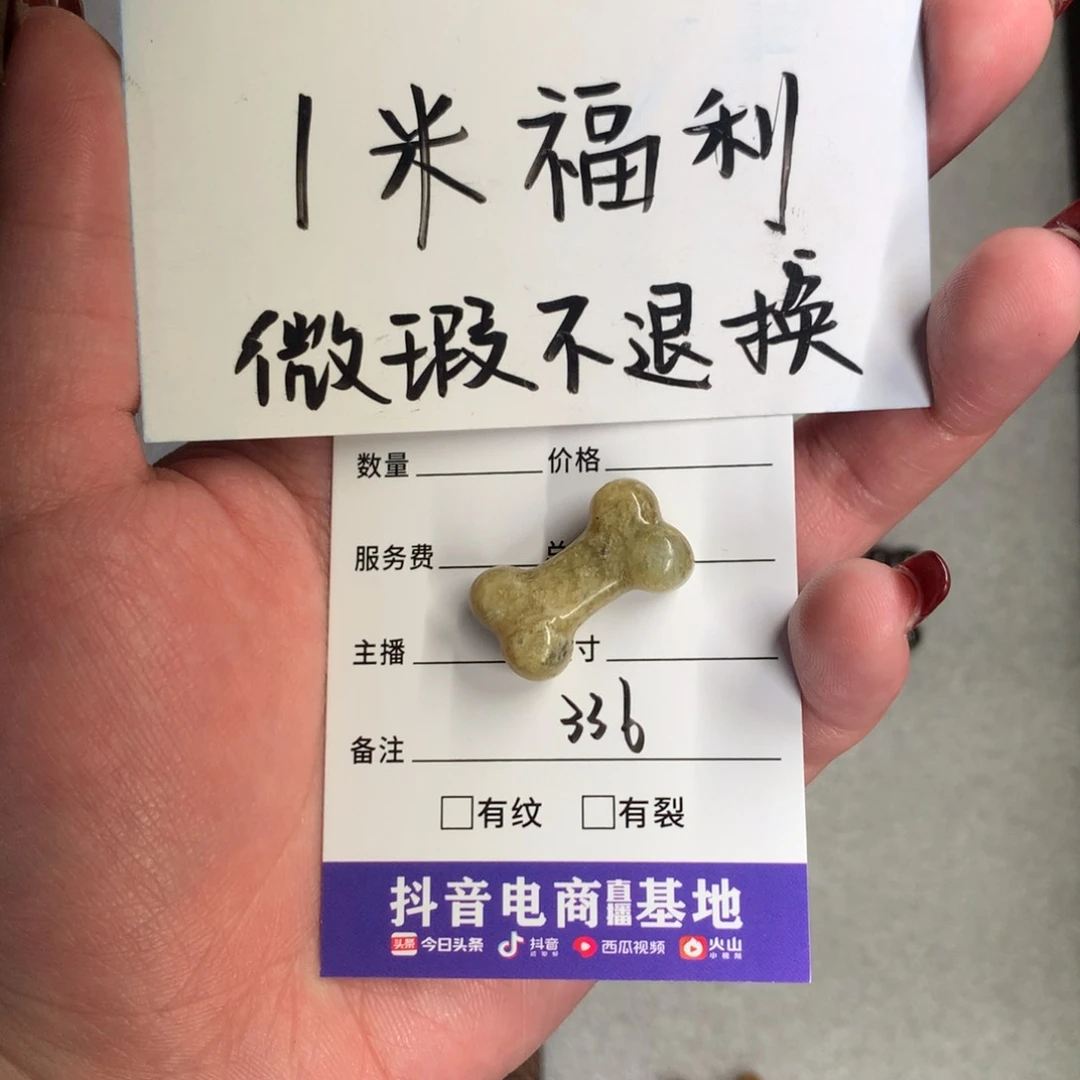 1米福利
微瑕不退换
数量 价格
服务费
主播 寸
336
备注
有纹 有裂
抖音电商直播基地
头条 今日头条 抖音 西瓜视频 火山